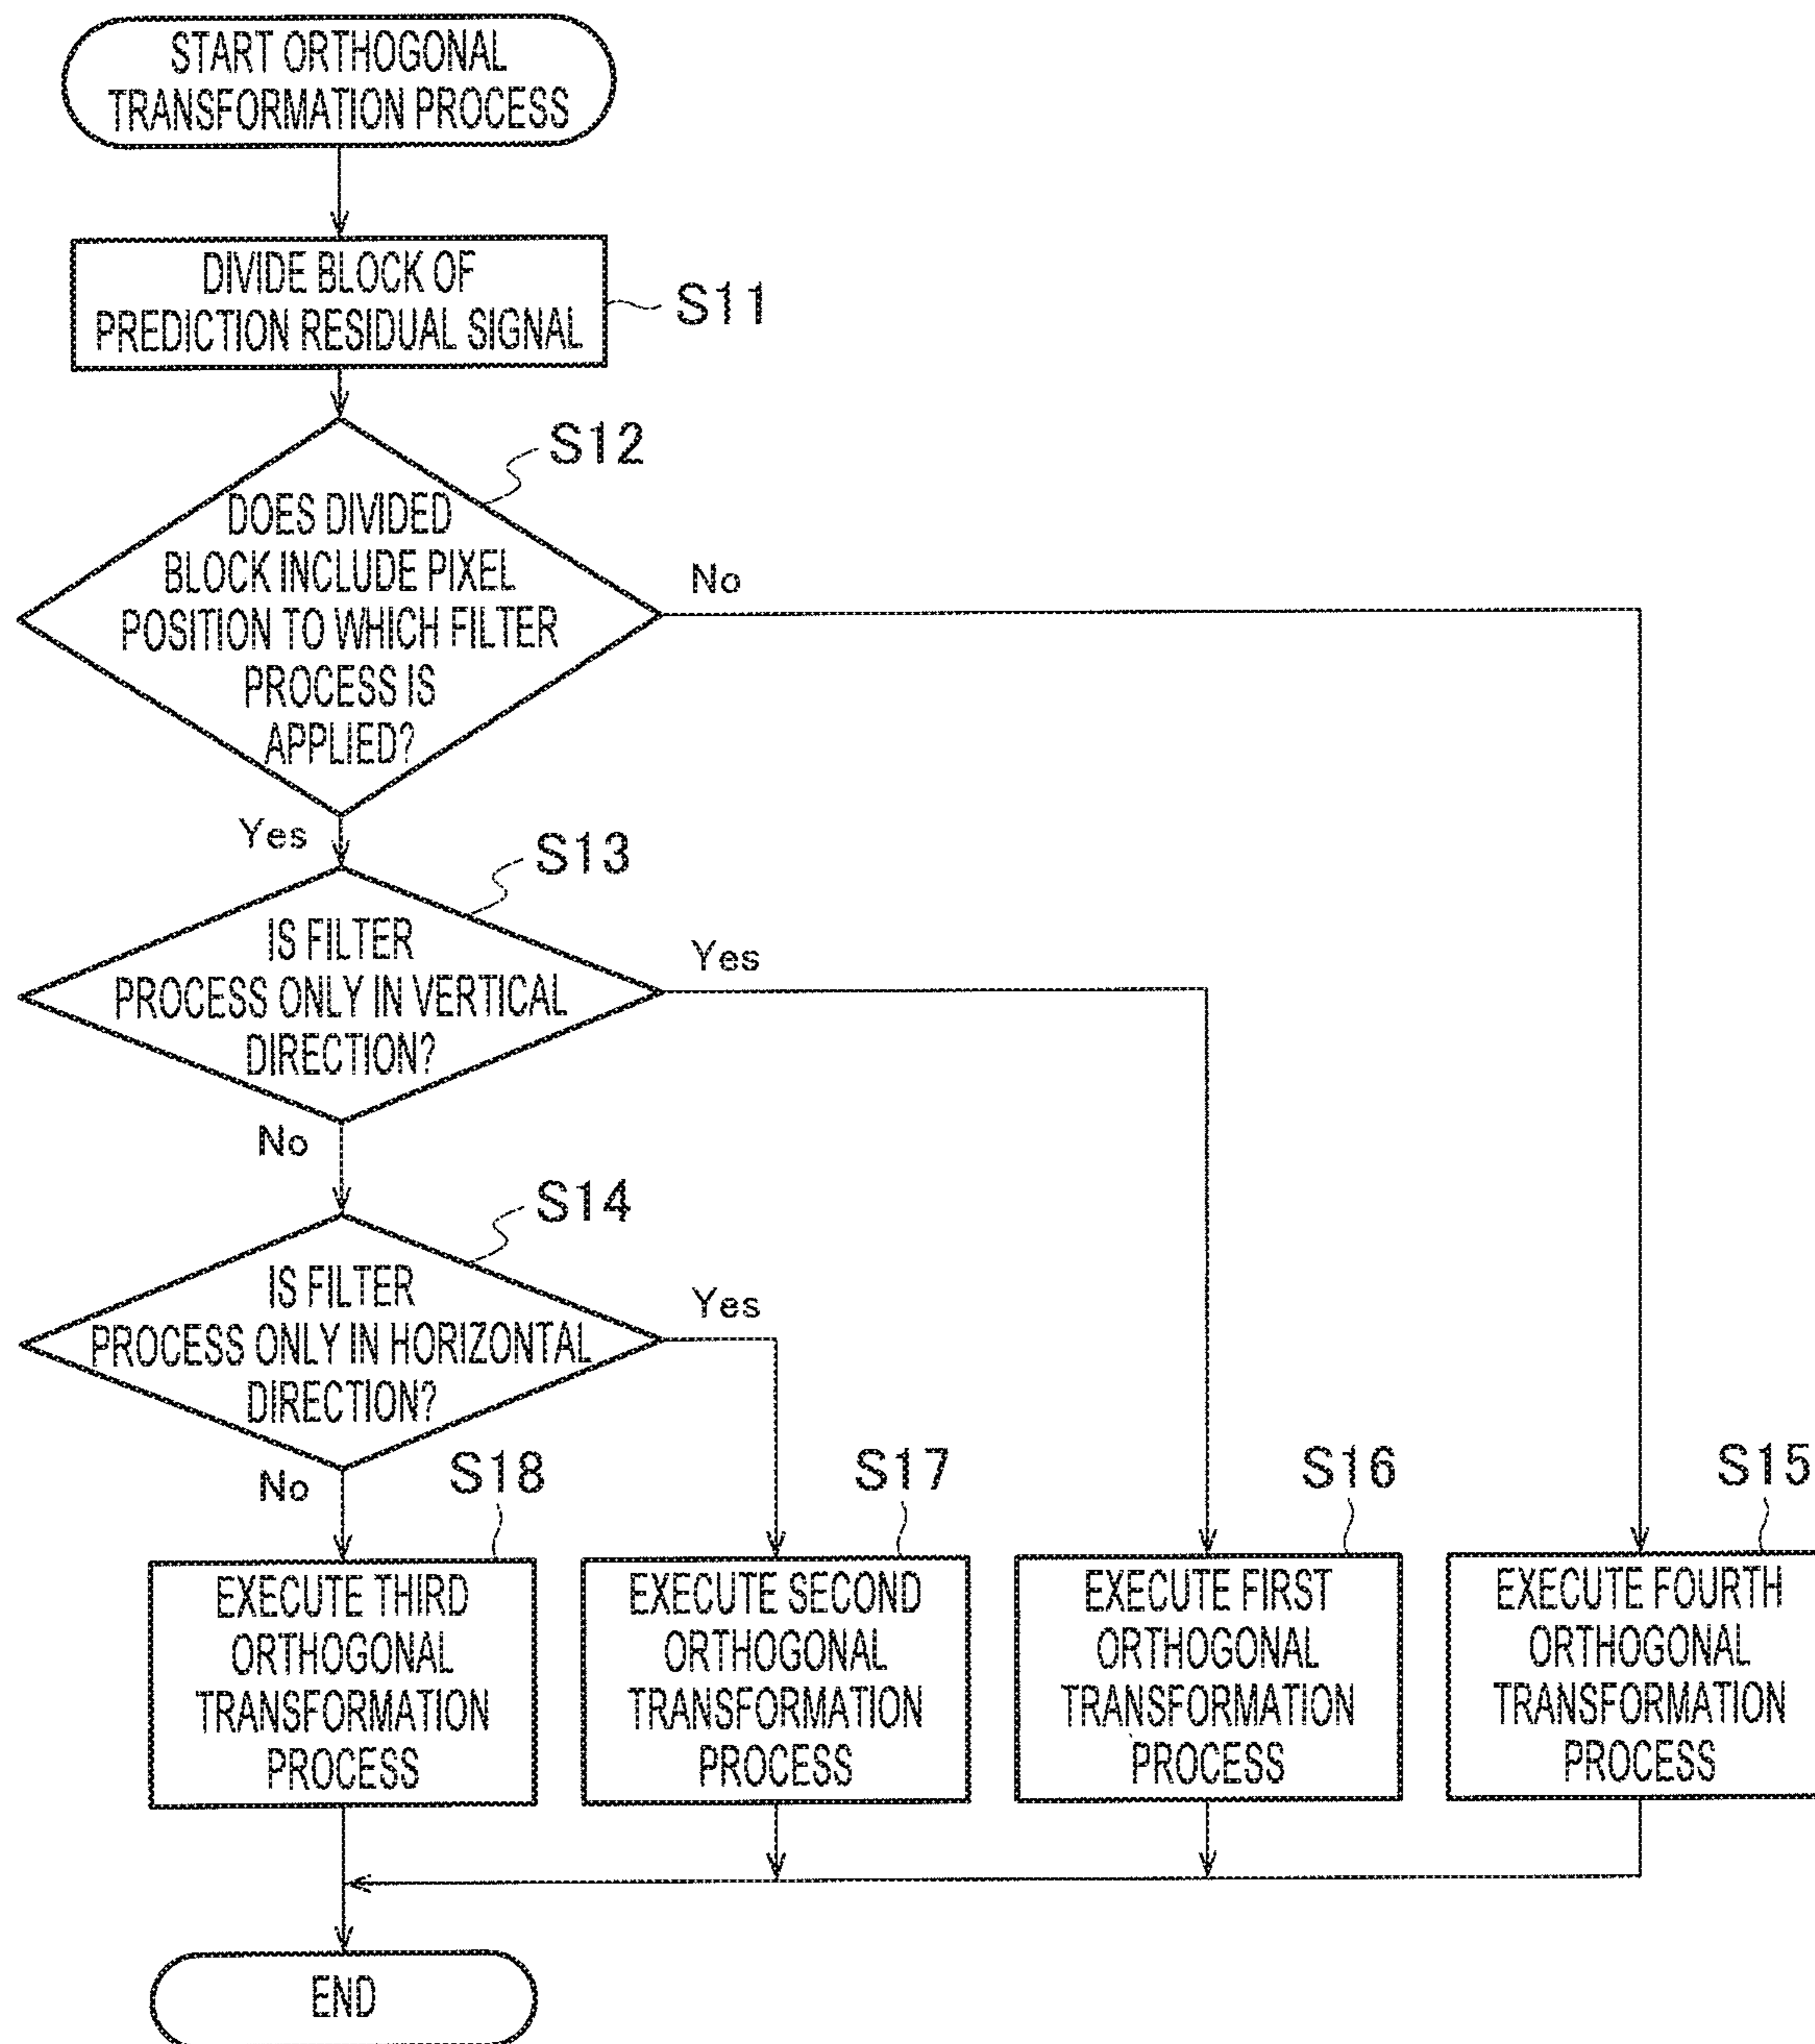 START ORTHOGONAL
TRANSFORMATION PROCESS
DIVIDE BLOCK OF
PREDICTION RESIDUAL SIGNAL
S11
S12
DOES DIVIDED
BLOCK INCLUDE PIXEL
POSITION TO WHICH FILTER
PROCESS IS
APPLIED?
No
Yes
S13
IS FILTER
PROCESS ONLY IN VERTICAL
DIRECTION?
Yes
No
S14
IS FILTER
PROCESS ONLY IN HORIZONTAL
DIRECTION?
Yes
No
S18
EXECUTE THIRD
ORTHOGONAL
TRANSFORMATION
PROCESS
S17
EXECUTE SECOND
ORTHOGONAL
TRANSFORMATION
PROCESS
S16
EXECUTE FIRST
ORTHOGONAL
TRANSFORMATION
PROCESS
S15
EXECUTE FOURTH
ORTHOGONAL
TRANSFORMATION
PROCESS
END